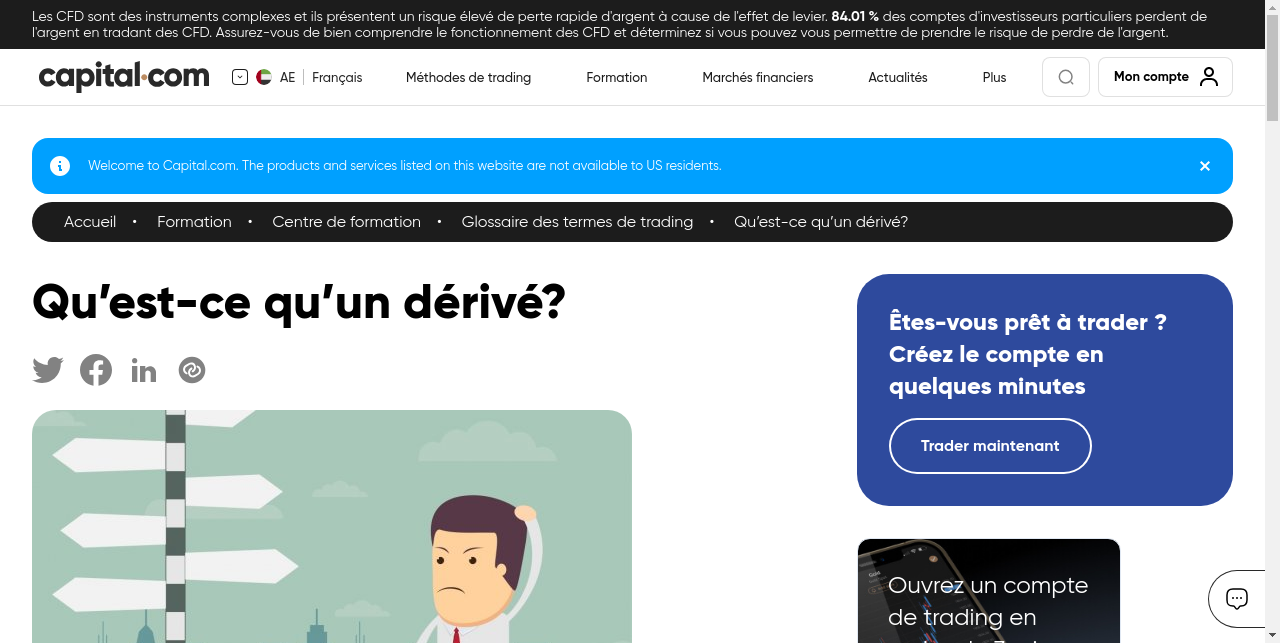 Les CFD sont des instruments complexes et ils présentent un risque élevé de perte rapide d'argent à cause de l'effet de levier. 84.01 % des comptes d'investisseurs particuliers perdent de
l'argent en tradant des CFD. Assurez-vous de bien comprendre le fonctionnement des CFD et déterminez si vous pouvez vous permettre de prendre le risque de perdre de l'argent.
capital.com
AE Français
Méthodes de trading
Formation
Marchés financiers
Actualités
Plus
Mon compte
Welcome to Capital.com. The products and services listed on this website are not available to US residents.
Accueil • Formation • Centre de formation • Glossaire des termes de trading • Qu’est-ce qu’un dérivé?
Qu’est-ce qu’un dérivé?
Êtes-vous prêt à trader ?
Créez le compte en
quelques minutes
Trader maintenant
Ouvrez un compte
de trading en